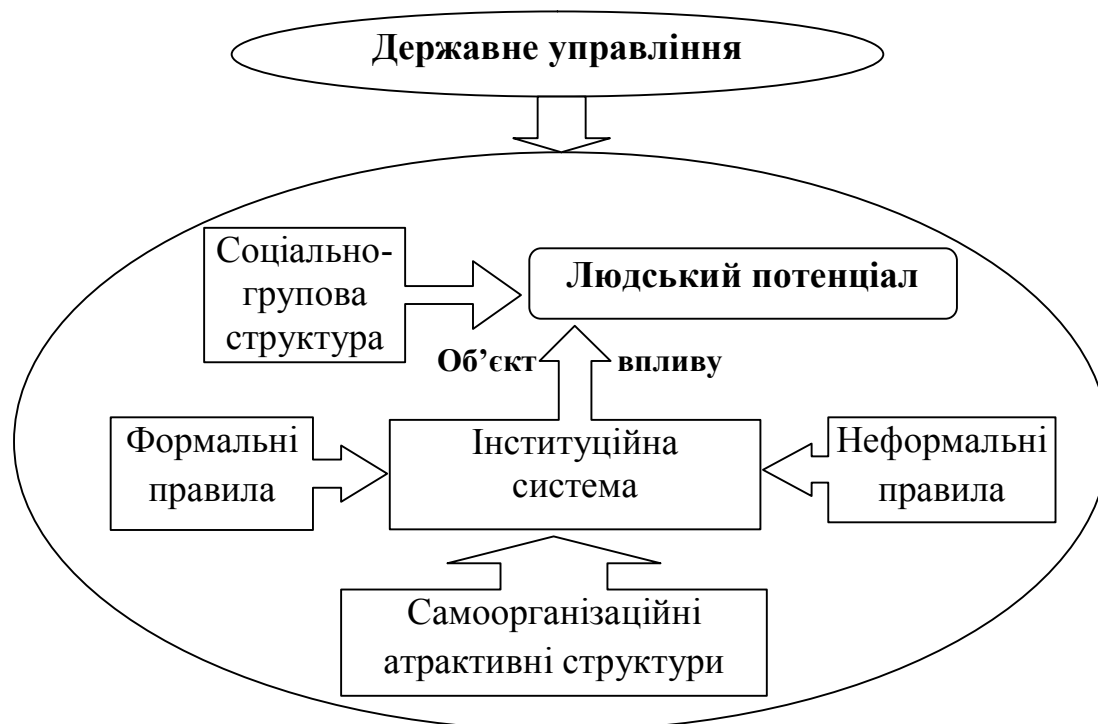 Державне управління
Соціально-
групова
структура
Людський потенціал
Об’єкт впливу
Формальні
правила
Інституційна
система
Неформальні
правила
Самоорганізаційні
атрактивні структури